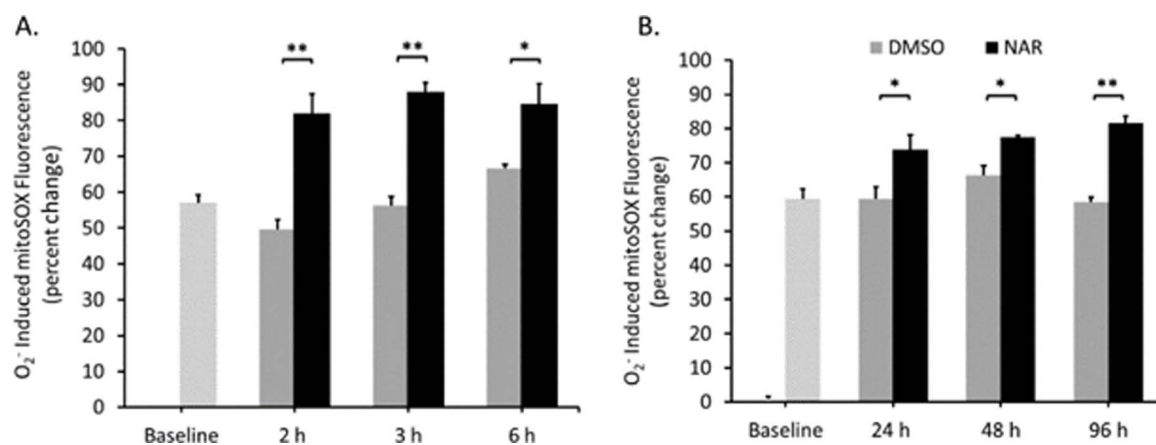 A.
O₂⁻ Induced mitoSOX Fluorescence
(percent change)
100
90
80
70
60
50
40
30
20
10
0
** ** *
Baseline 2 h 3 h 6 h
B.
DMSO NAR
O₂⁻ Induced mitoSOX Fluorescence
(percent change)
100
90
80
70
60
50
40
30
20
10
0
* * **
Baseline 24 h 48 h 96 h